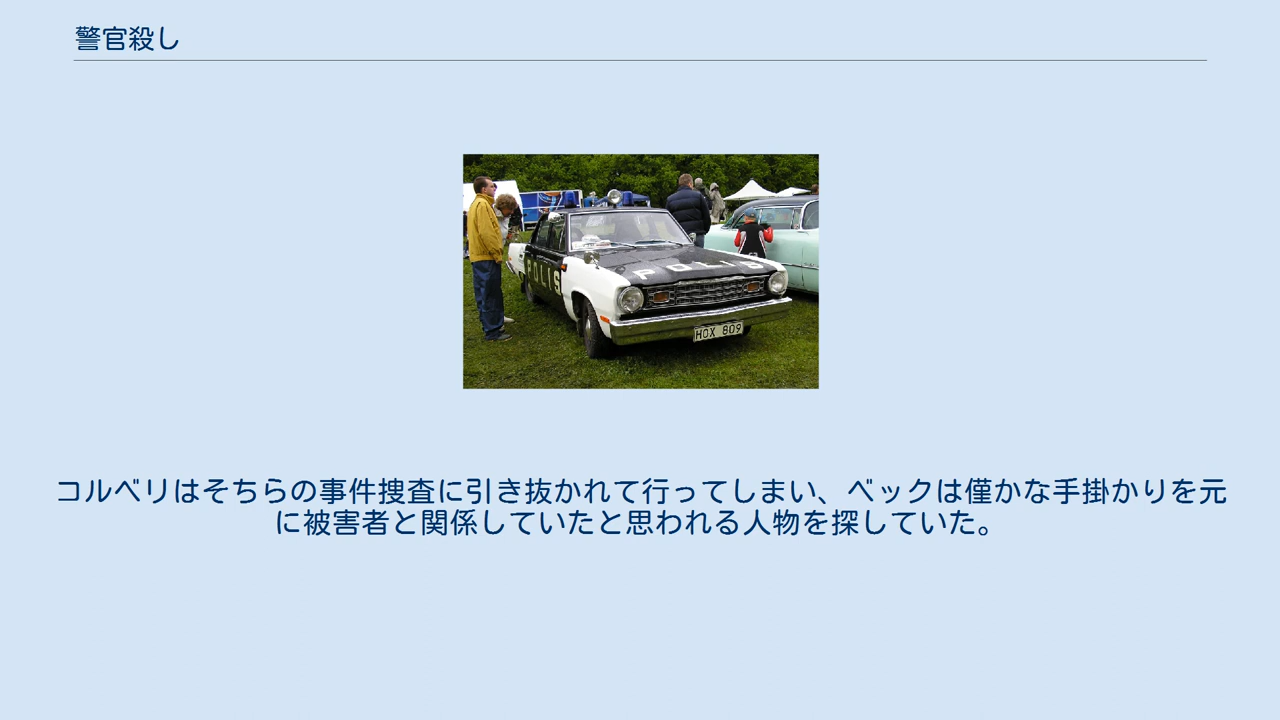 警官殺し
POLIS
POLIS
HOX 809
コルベリはそちらの事件捜査に引き抜かれて行ってしまい、ベックは僅かな手掛かりを元
に被害者と関係していたと思われる人物を探していた。